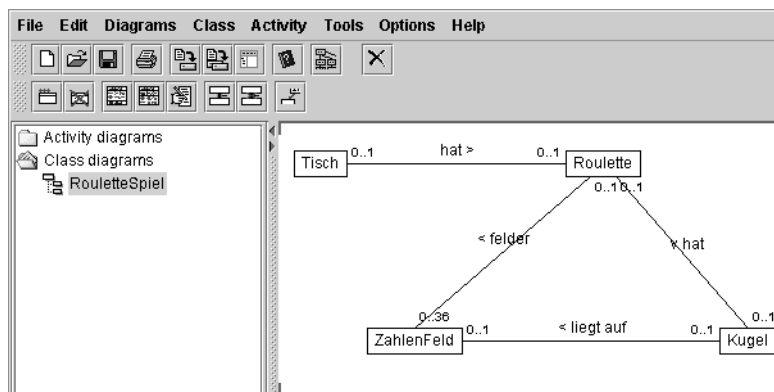 File Edit Diagrams Class Activity Tools Options Help
Activity diagrams
Class diagrams
RouletteSpiel
Tisch 0..1 hat > 0..1 Roulette
0..1 0..1
< felder v hat
0..36 0..1
ZahlenFeld 0..1 < liegt auf 0..1 Kugel